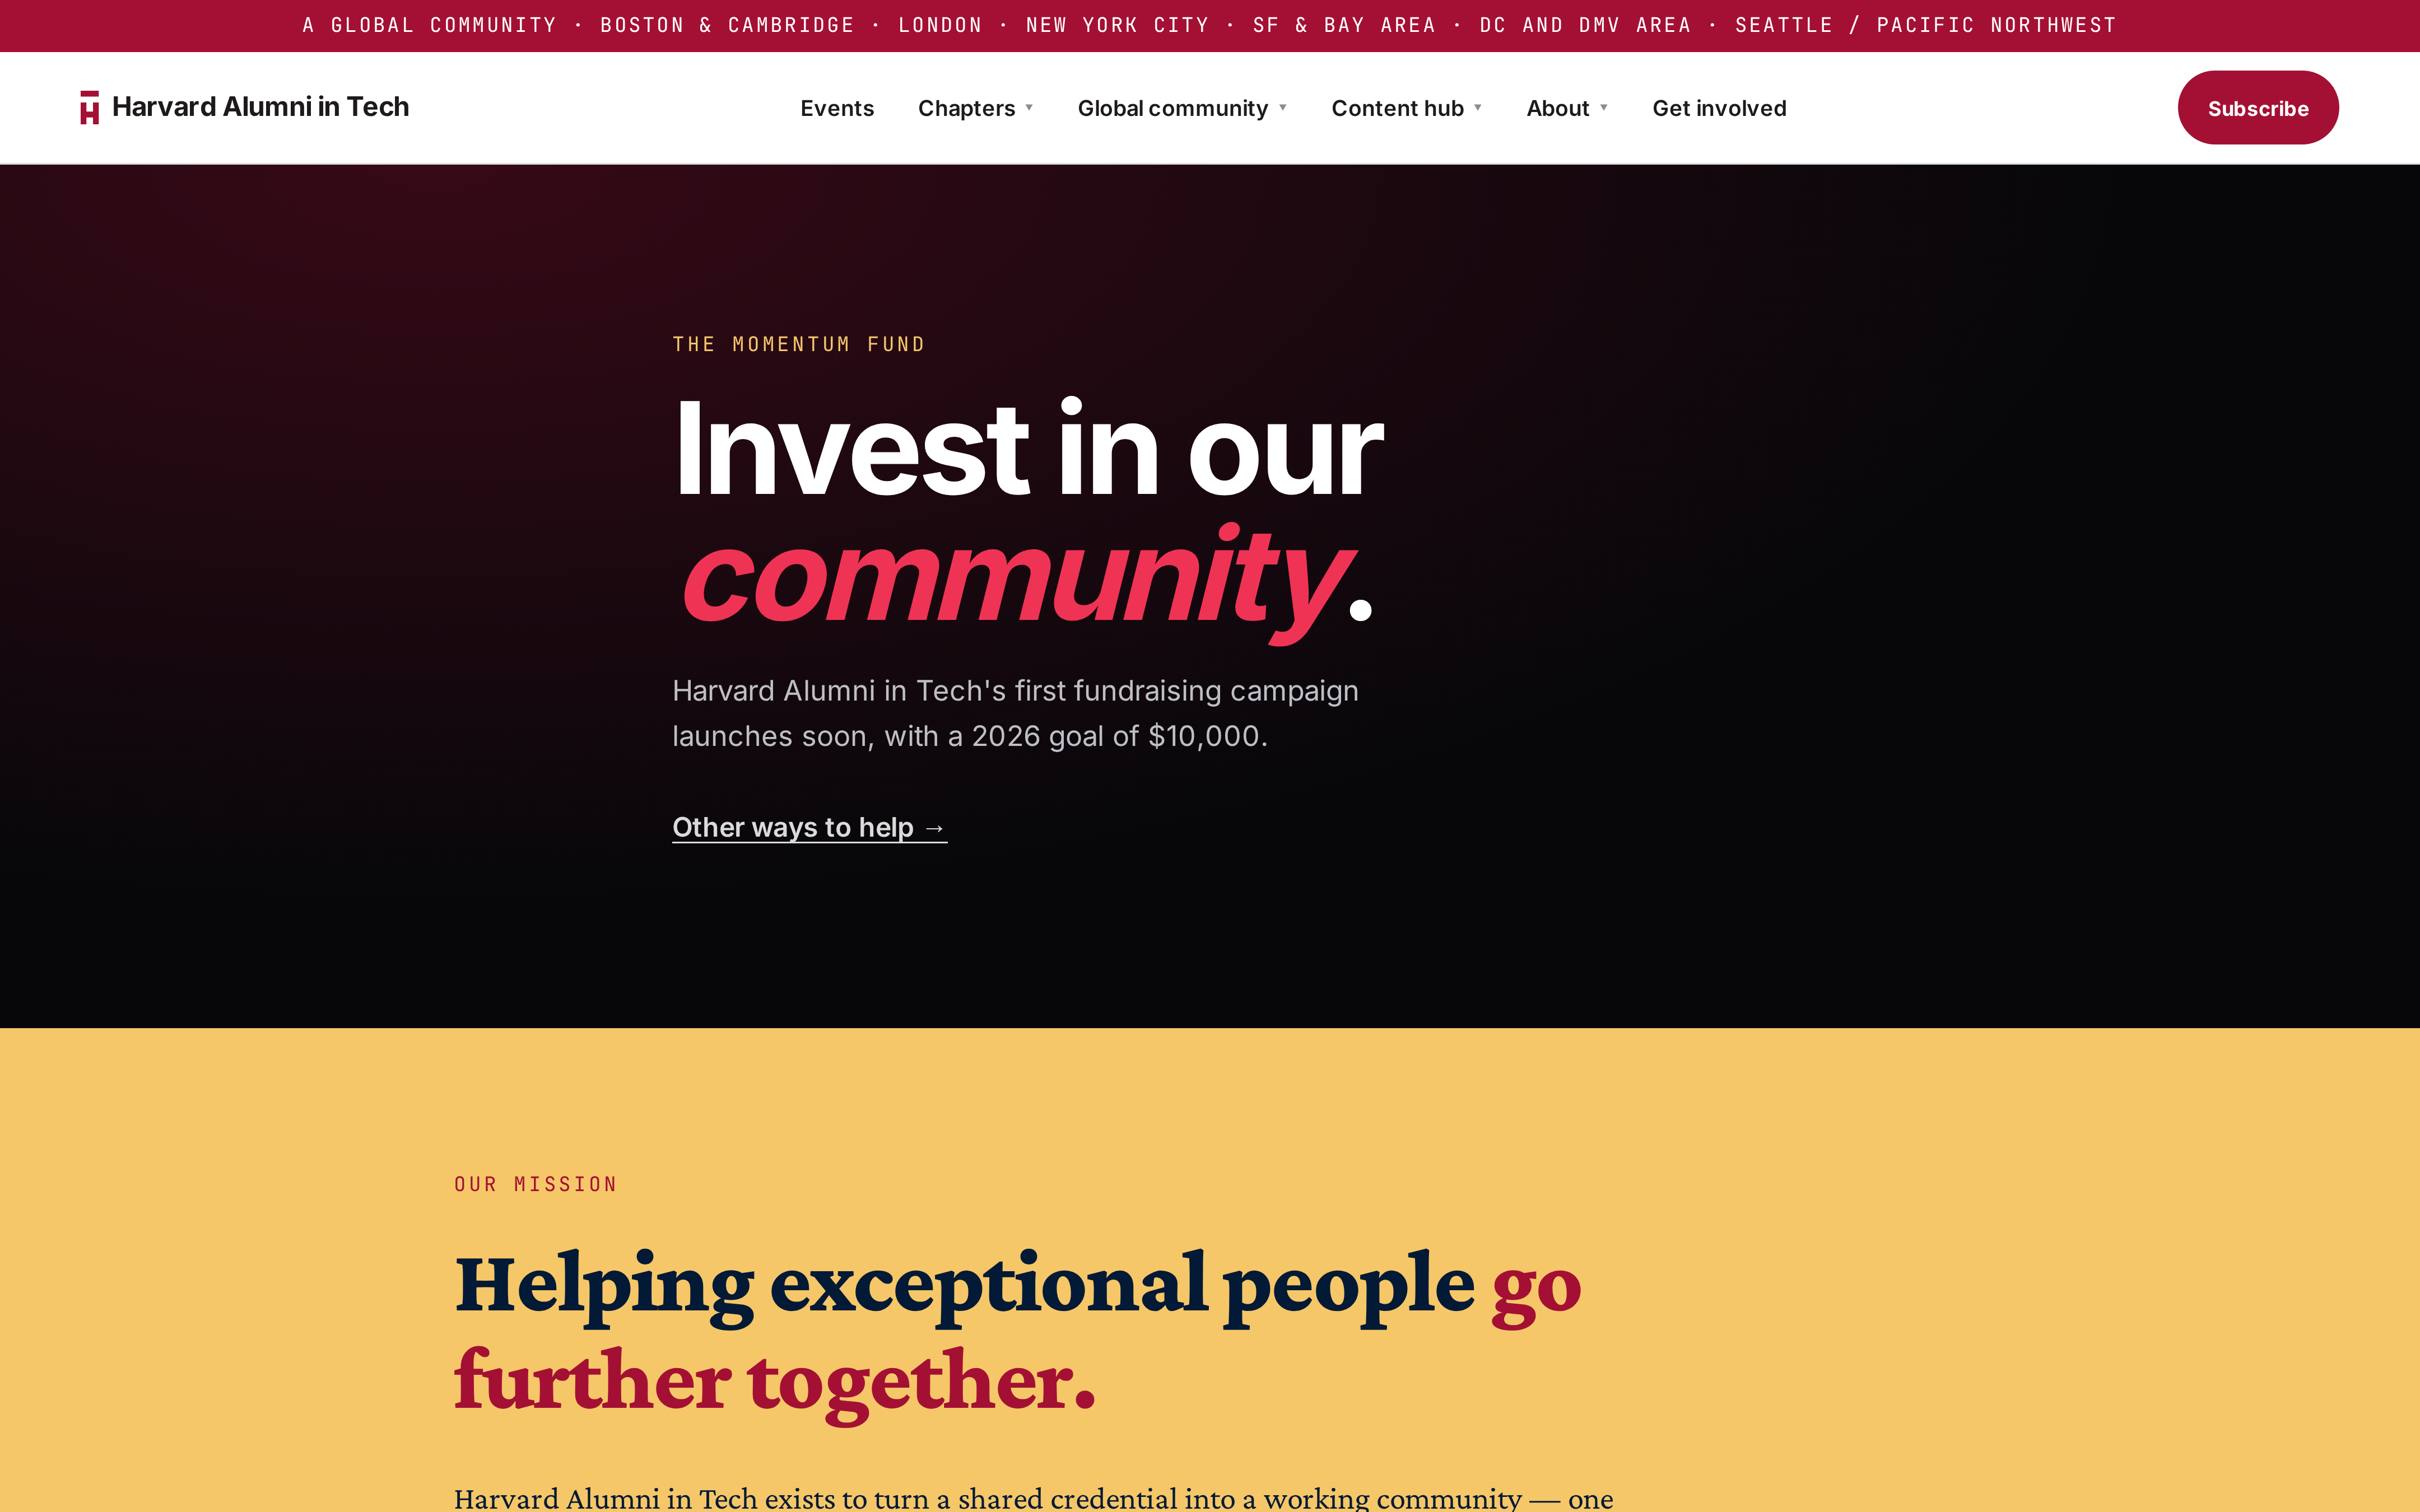 A GLOBAL COMMUNITY · BOSTON & CAMBRIDGE · LONDON · NEW YORK CITY · SF & BAY AREA · DC AND DMV AREA · SEATTLE / PACIFIC NORTHWEST
Harvard Alumni in Tech
Events Chapters ▾ Global community ▾ Content hub ▾ About ▾ Get involved
Subscribe
THE MOMENTUM FUND
Invest in our
community.
Harvard Alumni in Tech's first fundraising campaign
launches soon, with a 2026 goal of $10,000.
Other ways to help →
OUR MISSION
Helping exceptional people go
further together.
Harvard Alumni in Tech exists to turn a shared credential into a working community — one